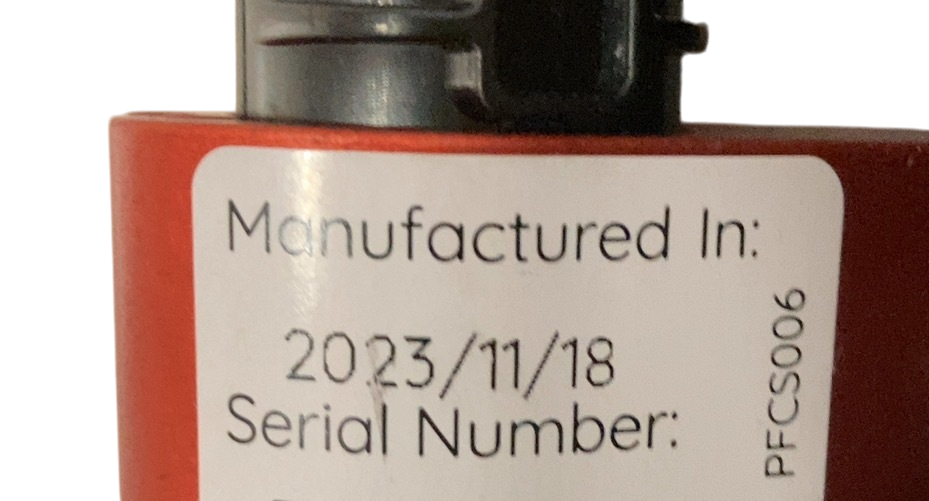 Manufactured In:
2023/11/18
Serial Number:
PFCS006